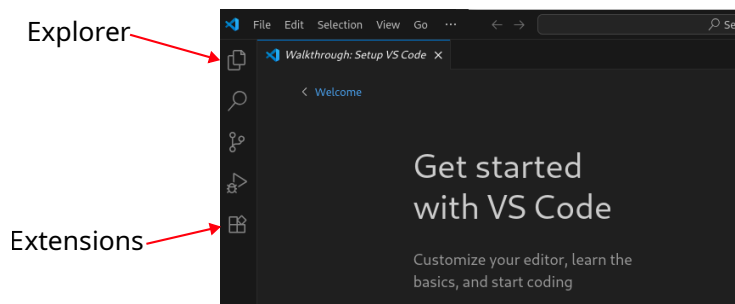 Explorer
File Edit Selection View Go ··· Se
Walkthrough: Setup VS Code
Welcome
Get started
with VS Code
Customize your editor, learn the
basics, and start coding
Extensions